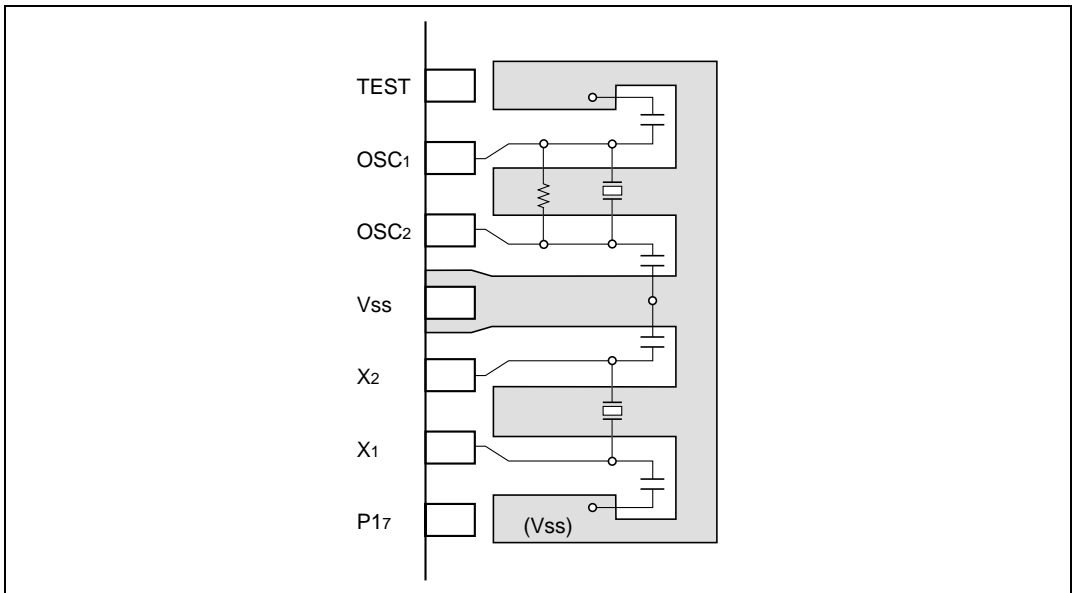 TEST
OSC1
OSC2
Vss
X2
X1
P17
(Vss)